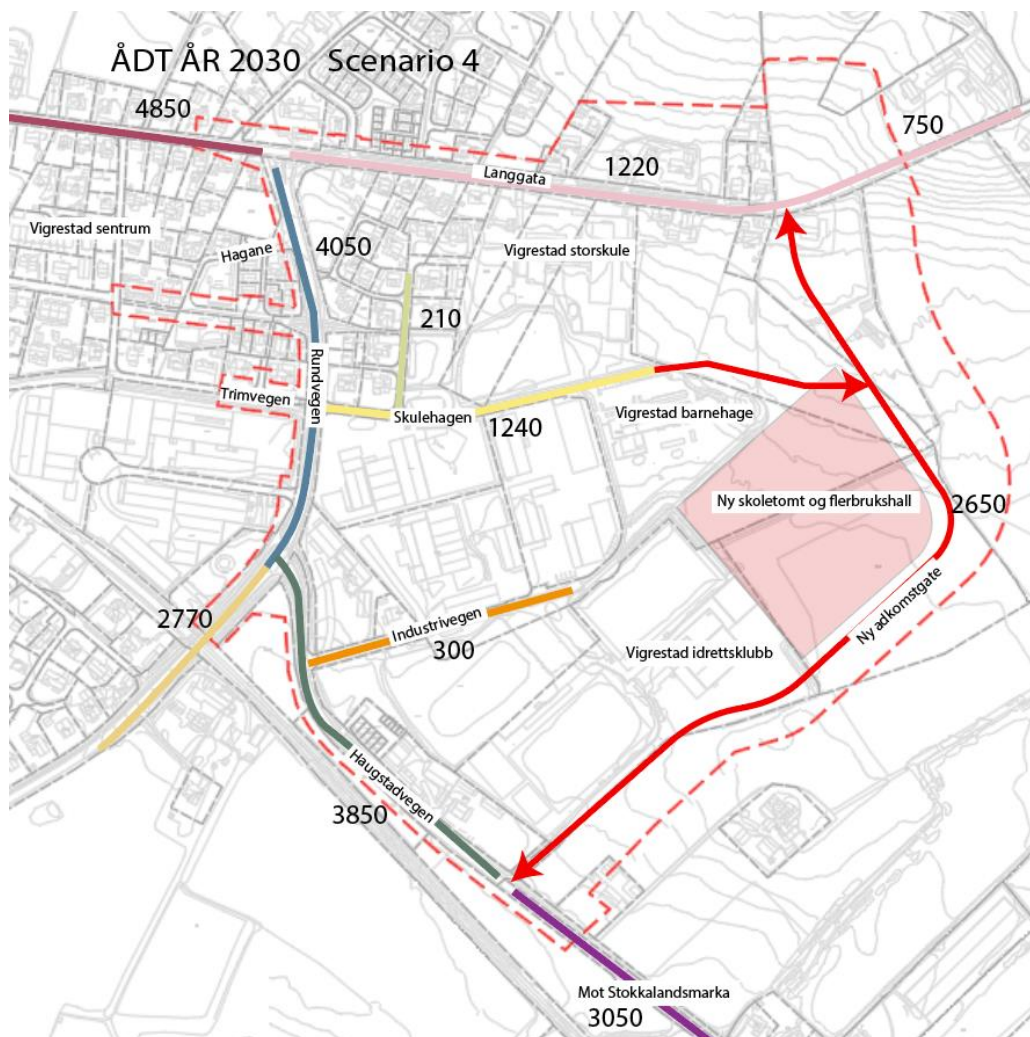 ÅDT ÅR 2030 Scenario 4
4850
750
1220
Langgata
Vigrestad sentrum
Hagane
4050
Vigrestad storskule
210
Rundvegen
Trimvegen
Skulehagen
1240
Vigrestad barnehage
Ny skoletomt og flerbrukshall
2650
2770
Industrivegen
300
Vigrestad idrettsklubb
Ny adkomstgate
Haugstadvegen
3850
Mot Stokkalandsmarka
3050